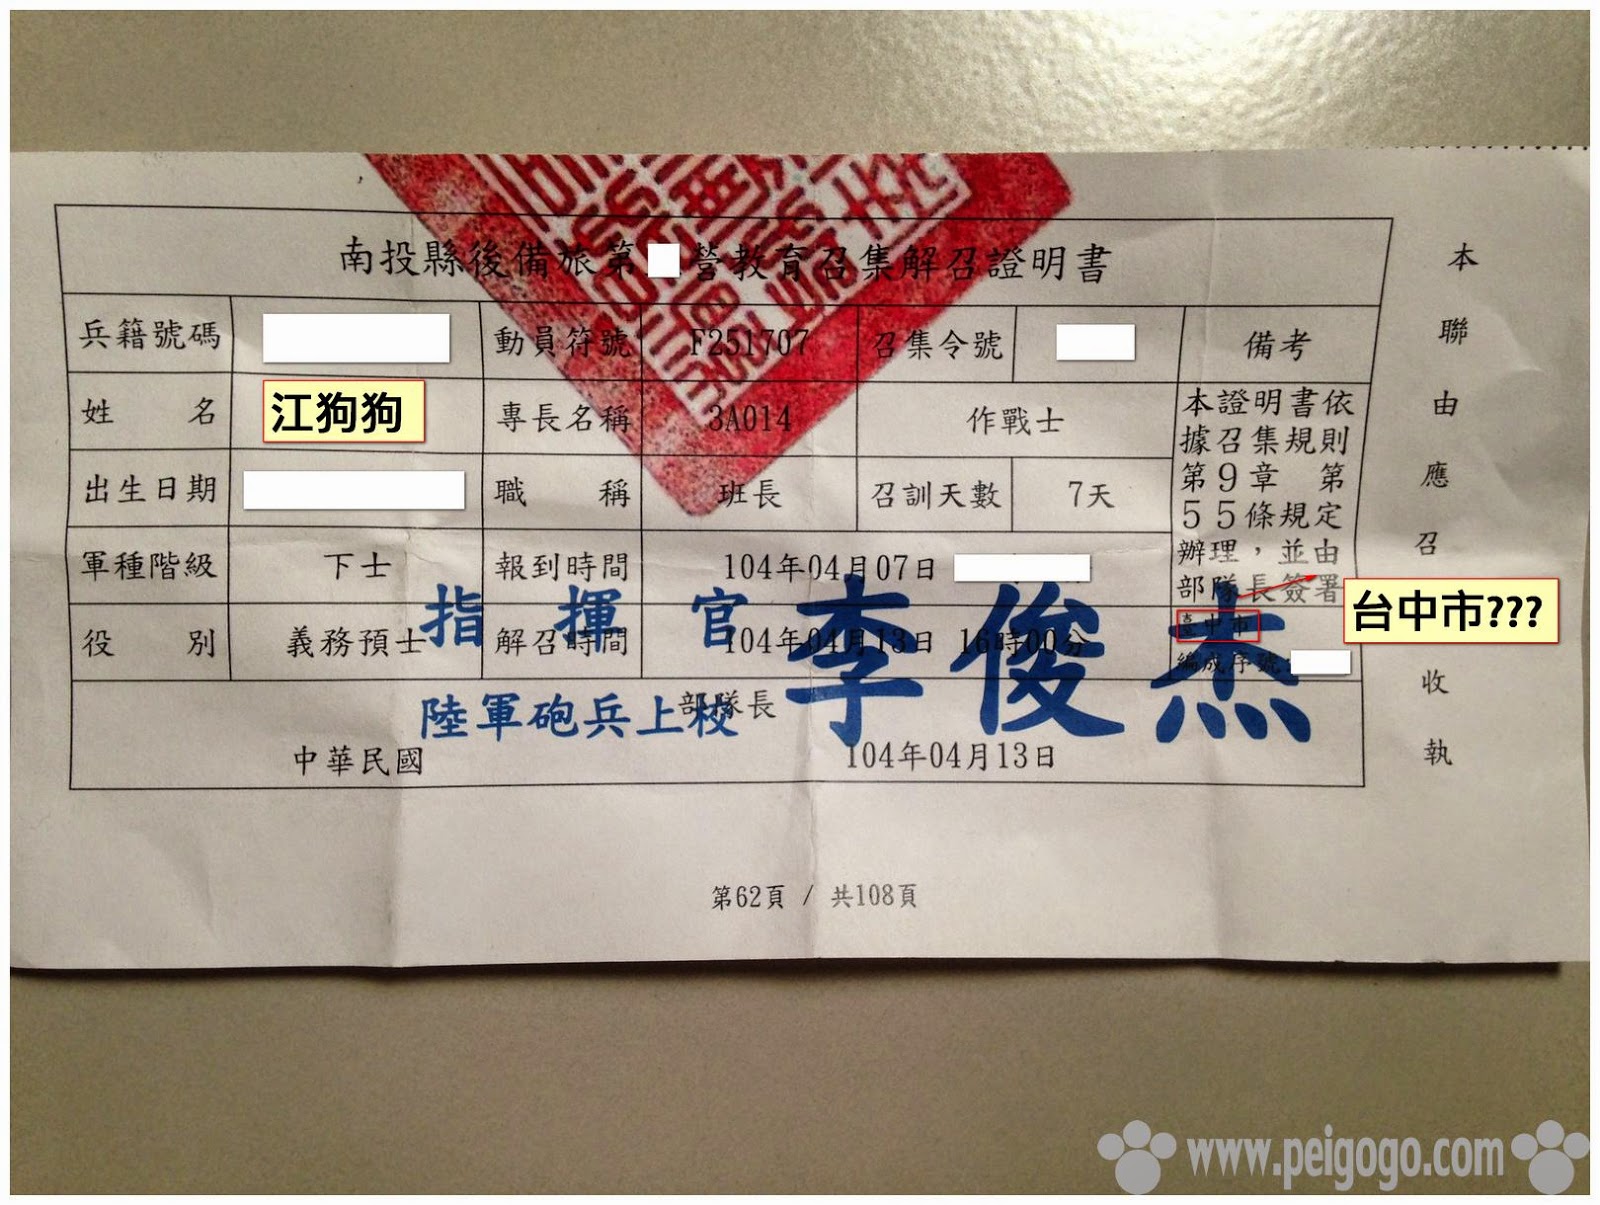 南投縣後備旅第 營教育召集解召證明書
兵籍號碼 動員符號 F251707 召集令號 備考
姓 名 江狗狗 專長名稱 3A014 作戰士
出生日期 職 稱 班長 召訓天數 7天
軍種階級 下士 報到時間 104年04月07日
役 別 義務預士 解召時間 104年04月13日 16時00分
本證明書依
據召集規則
第9章 第
55條規定
辦理，並由
部隊長簽署
臺中市
編成序號:
台中市???
指揮官 李俊杰
陸軍砲兵上校
部隊長
中華民國 104年04月13日
本聯由應召 收執
第62頁 / 共108頁
www.peigogo.com